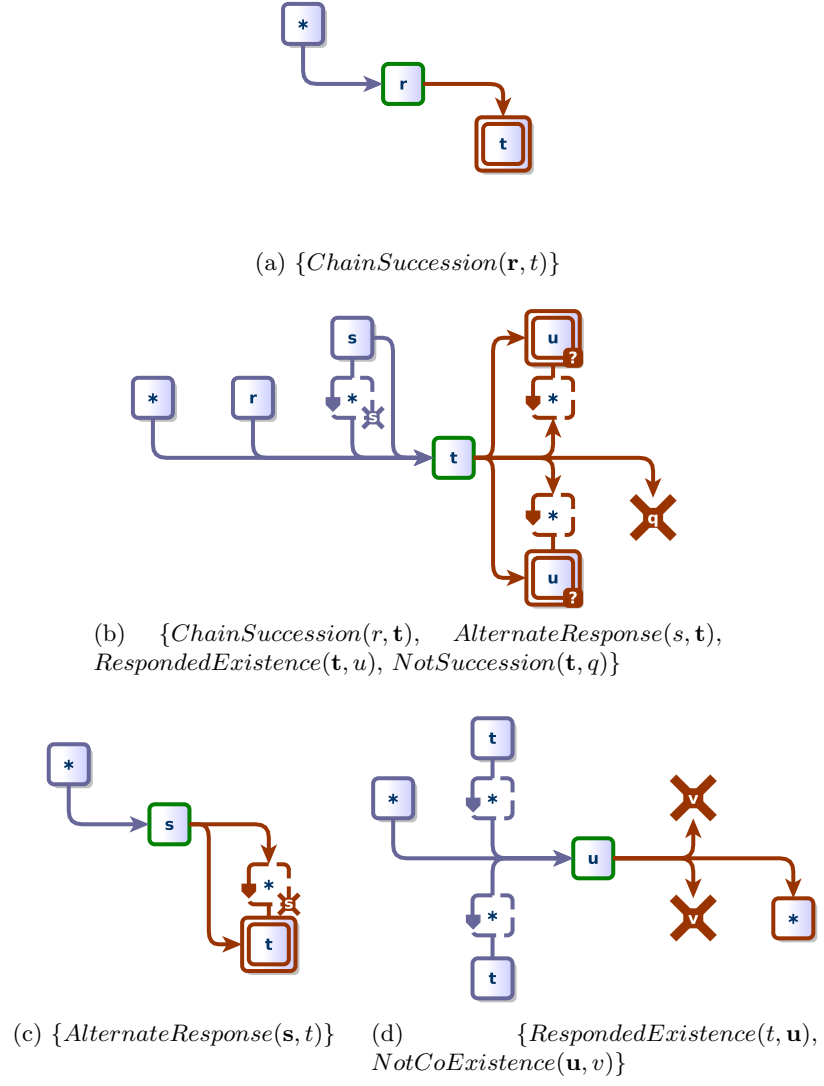 *
r
t
(a) {ChainSuccession(r, t)}
s
u
?
*
r
*
s
*
t
*
q
u
?
(b) {ChainSuccession(r, t), AlternateResponse(s, t),
RespondedExistence(t, u), NotSuccession(t, q)}
*
s
*
s
t
t
*
*
v
u
*
v
*
t
(c) {AlternateResponse(s, t)}
(d) {RespondedExistence(t, u),
NotCoExistence(u, v)}